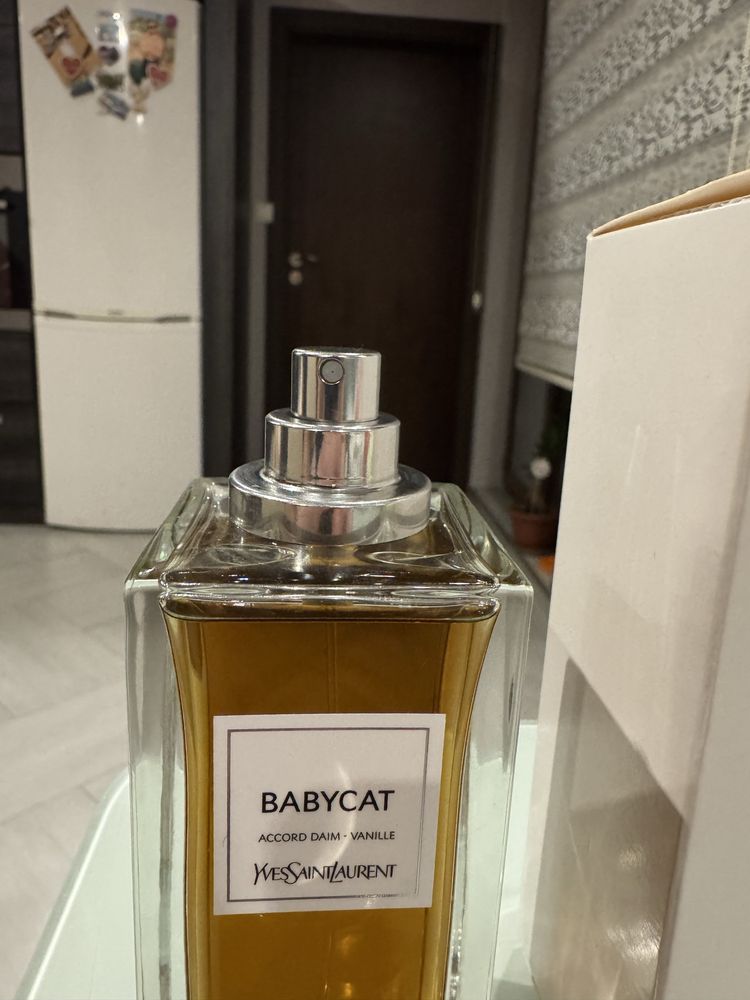 BABYCAT
ACCORD DAIM - VANILLE
YVESSAINTLAURENT